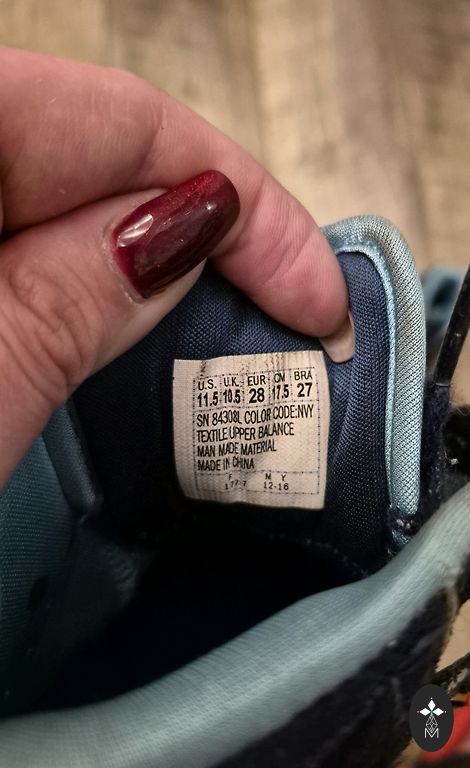 U.S. U.K. EUR CM BRA
11.5 10.5 28 17.5 27
SN 84308L COLOR CODE:NVY
TEXTILE UPPER BALANCE
MAN MADE MATERIAL
MADE IN CHINA
F M Y
12-16
M